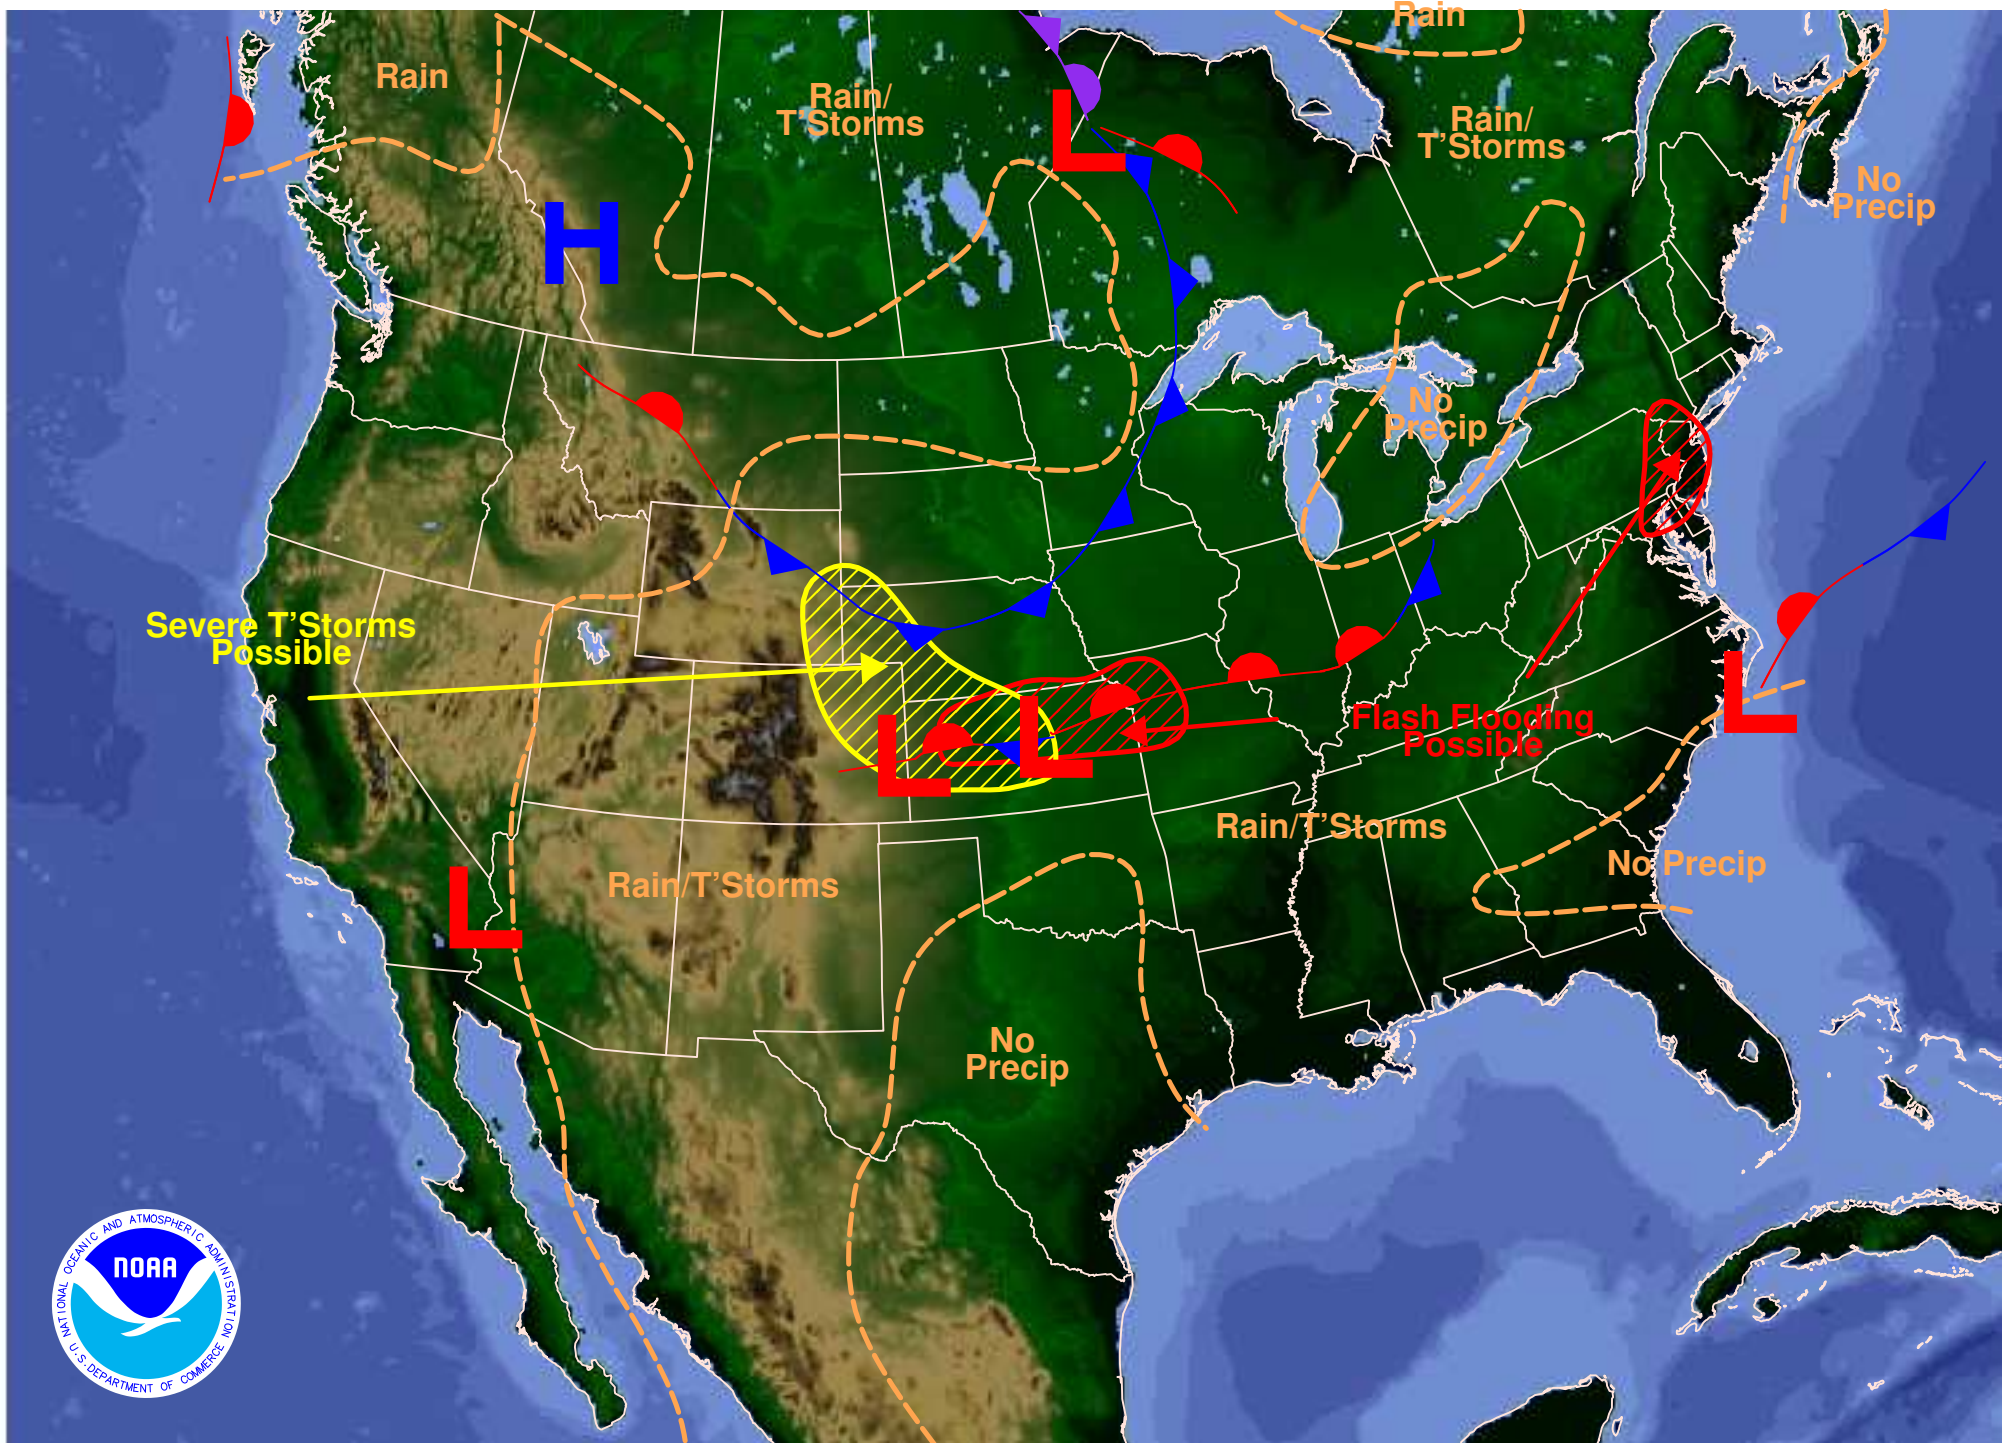 Rain
Rain
Rain/
T'Storms
Rain/
T'Storms
No
Precip
H
L
No
Precip
Severe T'Storms
Possible
L
L
L
Flash Flooding
Possible
Rain/T'Storms
No Precip
L
Rain/T'Storms
No
Precip
NATIONAL OCEANIC AND ATMOSPHERIC ADMINISTRATION
NOAA
U.S. DEPARTMENT OF COMMERCE